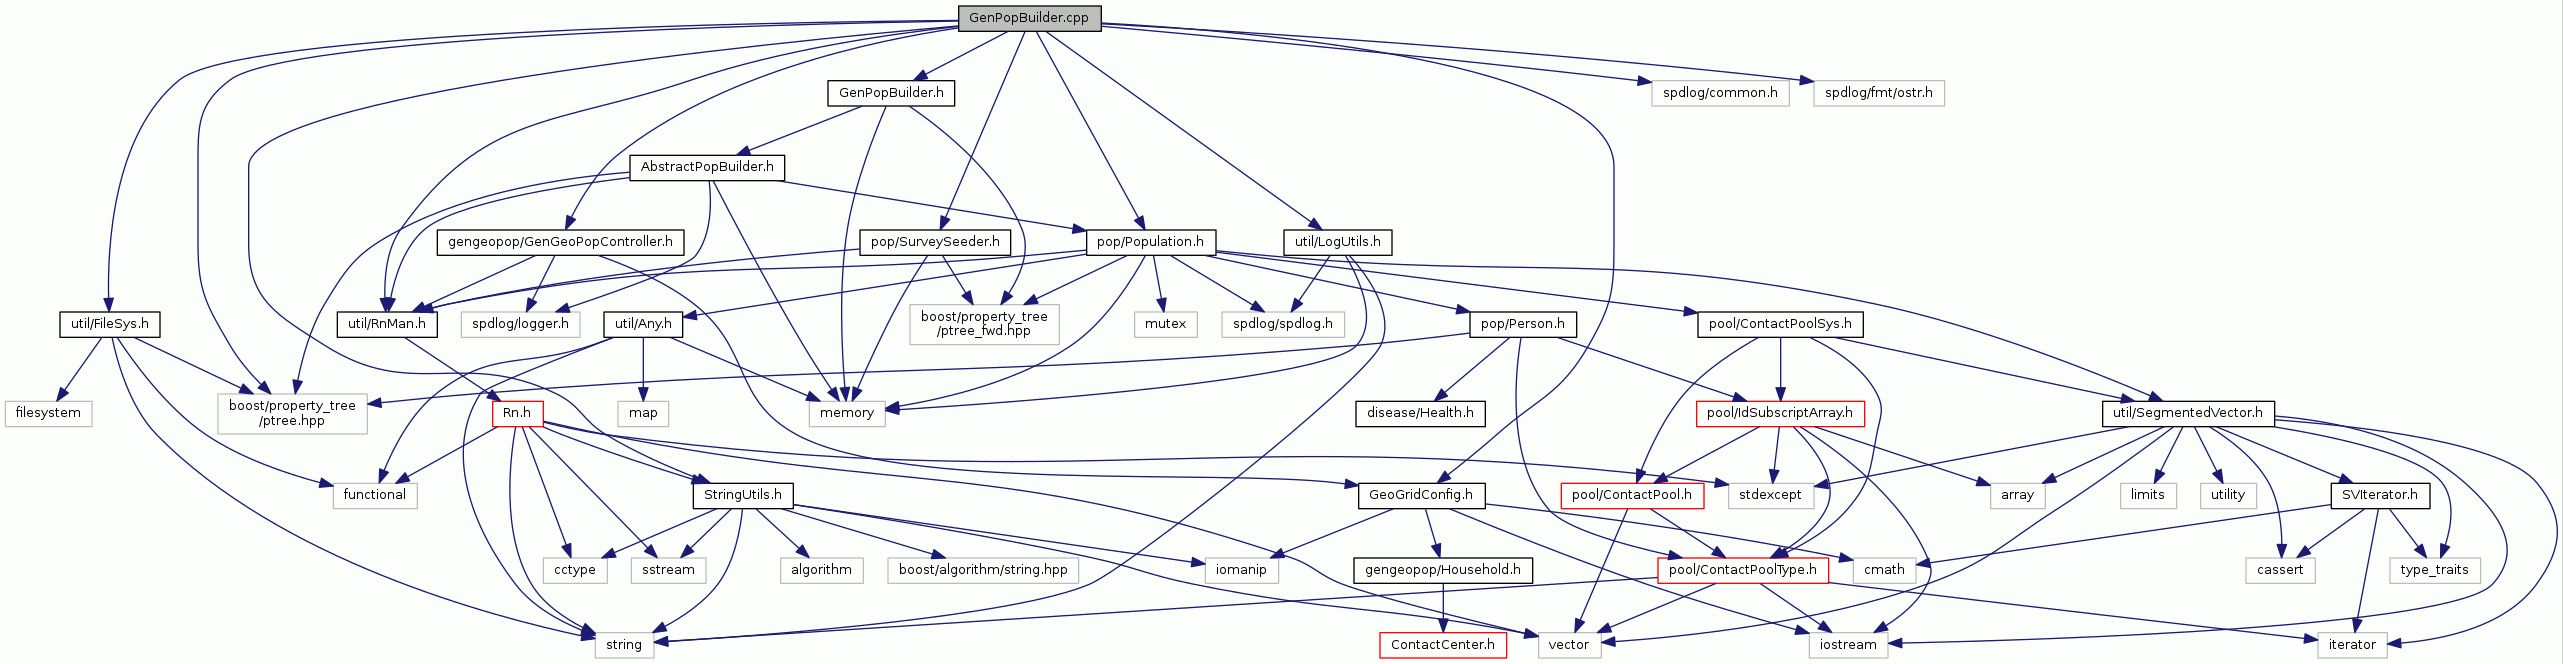 GenPopBuilder.cpp
GenPopBuilder.h
spdlog/common.h
spdlog/fmt/ostr.h
AbstractPopBuilder.h
gengeopop/GenGeoPopController.h
pop/SurveySeeder.h
pop/Population.h
util/LogUtils.h
util/FileSys.h
util/RnMan.h
spdlog/logger.h
util/Any.h
boost/property_tree
/ptree_fwd.hpp
mutex
spdlog/spdlog.h
pop/Person.h
pool/ContactPoolSys.h
filesystem
boost/property_tree
/ptree.hpp
Rn.h
map
memory
disease/Health.h
pool/IdSubscriptArray.h
util/SegmentedVector.h
functional
StringUtils.h
GeoGridConfig.h
pool/ContactPool.h
stdexcept
array
limits
utility
SVIterator.h
cctype
sstream
algorithm
boost/algorithm/string.hpp
iomanip
gengeopop/Household.h
pool/ContactPoolType.h
cmath
cassert
type_traits
string
ContactCenter.h
vector
iostream
iterator